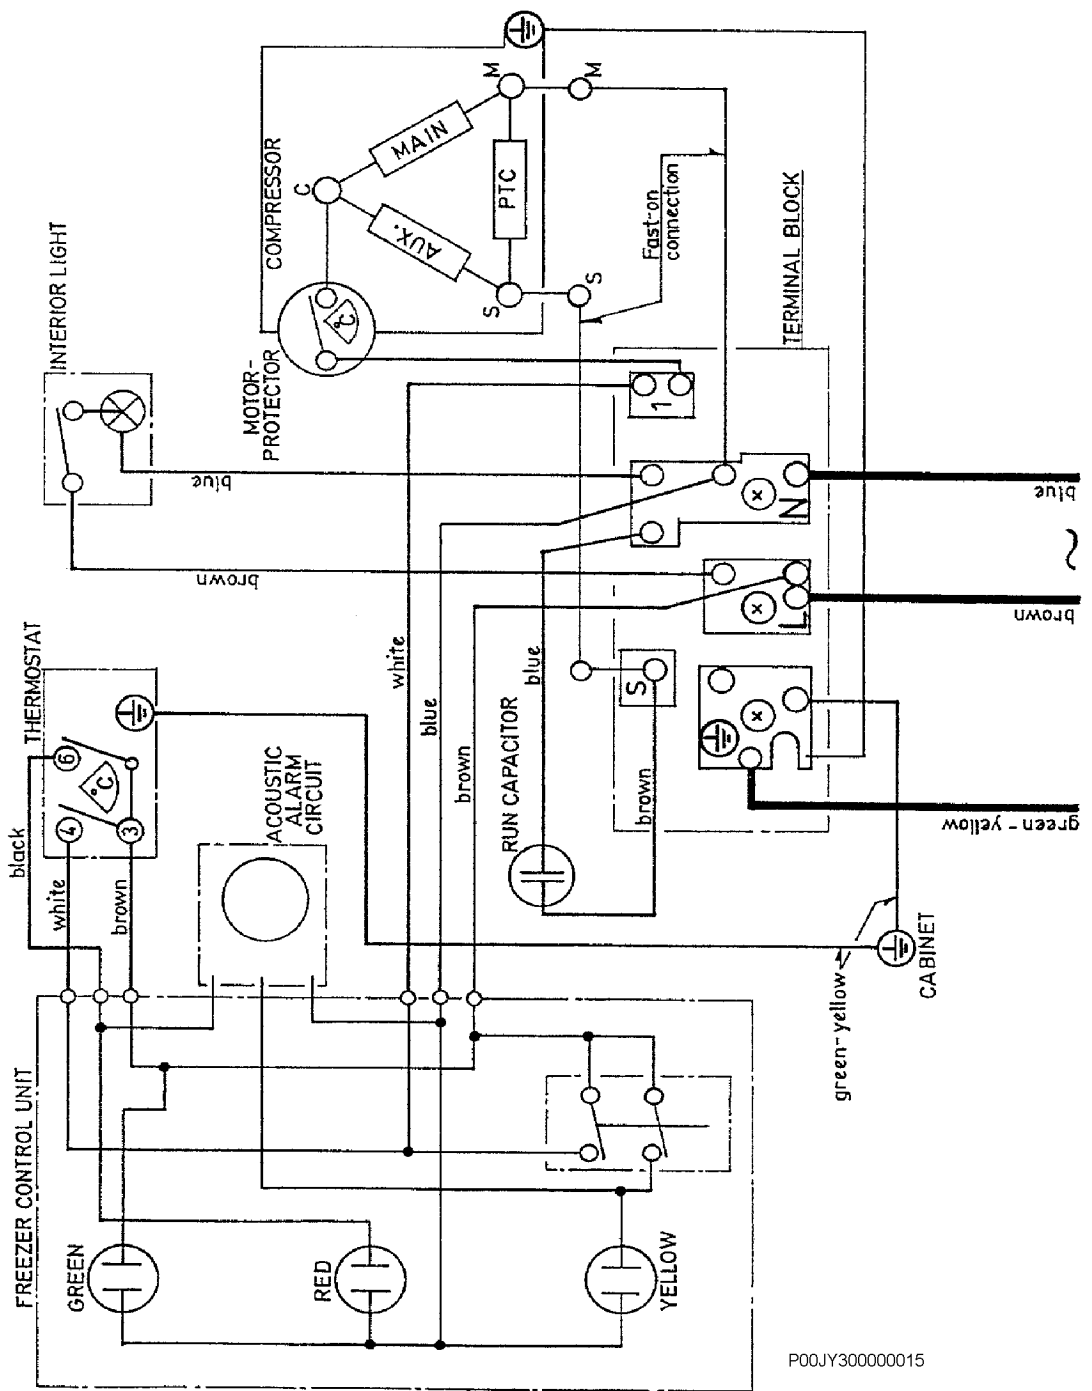 INTERIOR LIGHT
COMPRESSOR
MOTOR-
PROTECTOR
°C
C
MAIN
AUX.
PTC
M
M
S
S
Fast-on
connection
TERMINAL BLOCK
1
N
L
S
blue
brown
blue
brown
green-yellow
~
THERMOSTAT
6
4
3
°C
black
white
brown
ACOUSTIC
ALARM
CIRCUIT
white
blue
brown
RUN CAPACITOR
blue
brown
CABINET
green-yellow
FREEZER CONTROL UNIT
GREEN
RED
YELLOW
P00JY300000015